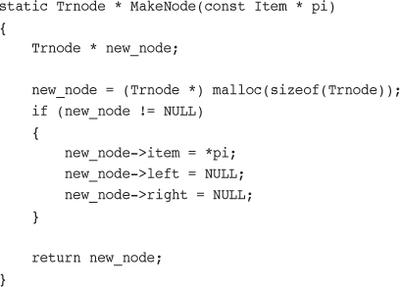 static Trnode * MakeNode(const Item * pi)
{
    Trnode * new_node;

    new_node = (Trnode *) malloc(sizeof(Trnode));
    if (new_node != NULL)
    {
        new_node->item = *pi;
        new_node->left = NULL;
        new_node->right = NULL;
    }

    return new_node;
}